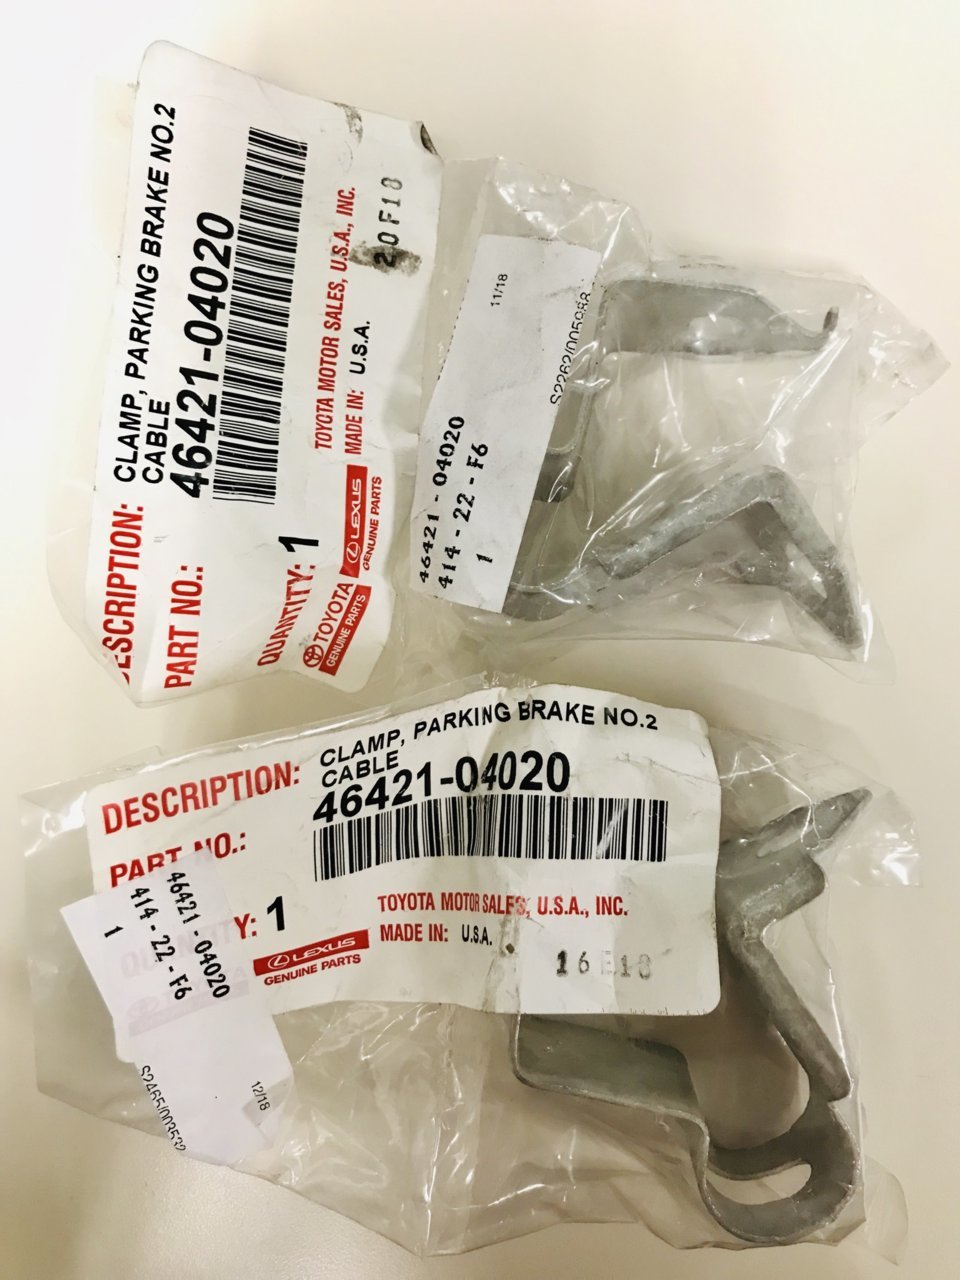 ESCRIPTION: CLAMP, PARKING BRAKE NO.2
CABLE
PART NO.: 46421-04020
QUANTITY: 1
TOYOTA MOTOR SALES, U.S.A., INC.
MADE IN: U.S.A.
20F18
TOYOTA
GENUINE PARTS
LEXUS
GENUINE PARTS
11/18
46421 - 04020
414 - 22 - F6
1
DESCRIPTION: CLAMP, PARKING BRAKE NO.2
CABLE
PART NO.: 46421-04020
QUANTITY: 1
TOYOTA MOTOR SALES, U.S.A., INC.
MADE IN: U.S.A.
16E18
LEXUS
GENUINE PARTS
46421 - 04020
414 - 22 - F6
1
12/18